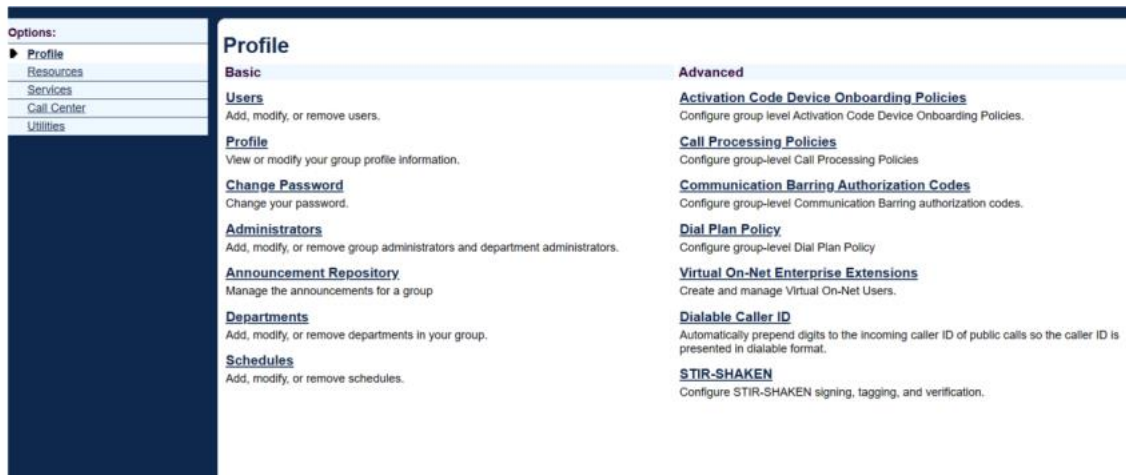 Options:
Profile
Resources
Services
Call Center
Utilities
Profile
Basic
Users
Add, modify, or remove users.
Profile
View or modify your group profile information.
Change Password
Change your password.
Administrators
Add, modify, or remove group administrators and department administrators.
Announcement Repository
Manage the announcements for a group
Departments
Add, modify, or remove departments in your group.
Schedules
Add, modify, or remove schedules.
Advanced
Activation Code Device Onboarding Policies
Configure group level Activation Code Device Onboarding Policies.
Call Processing Policies
Configure group-level Call Processing Policies
Communication Barring Authorization Codes
Configure group-level Communication Barring authorization codes.
Dial Plan Policy
Configure group-level Dial Plan Policy
Virtual On-Net Enterprise Extensions
Create and manage Virtual On-Net Users.
Dialable Caller ID
Automatically prepend digits to the incoming caller ID of public calls so the caller ID is
presented in dialable format.
STIR-SHAKEN
Configure STIR-SHAKEN signing, tagging, and verification.